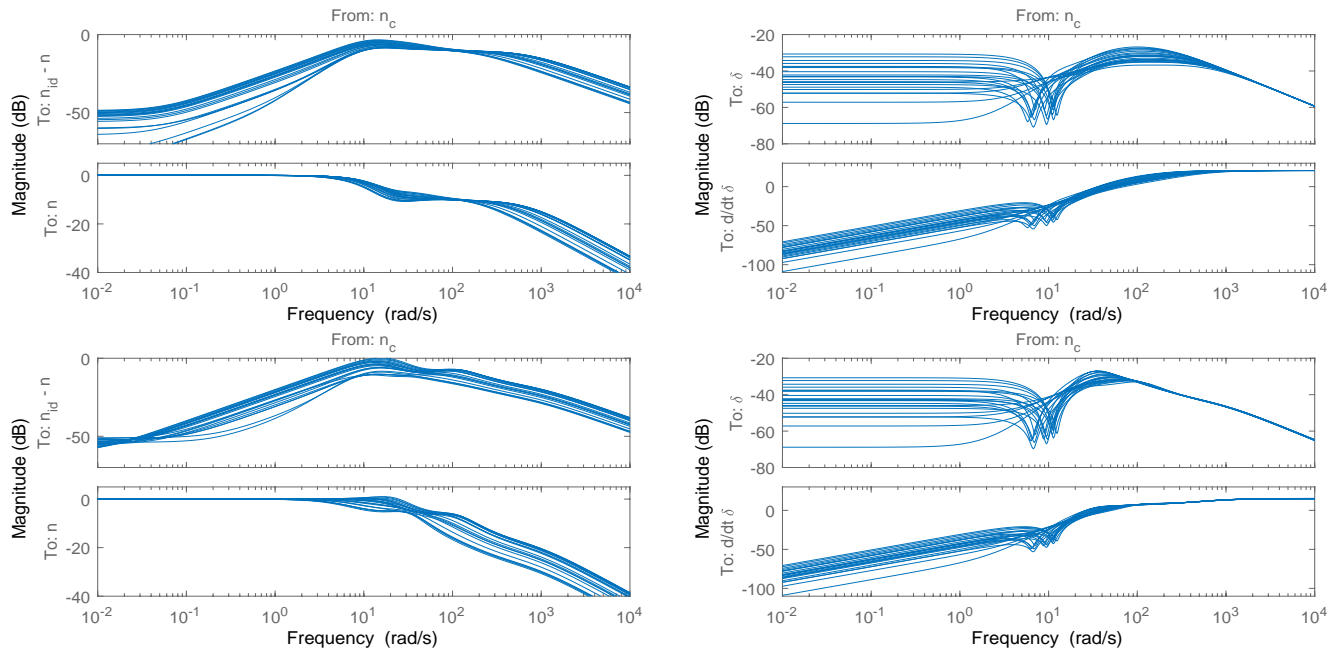 From: n_c
To: n_id - n
0
-50
To: n
0
-20
-40
Magnitude (dB)
10^-2 10^-1 10^0 10^1 10^2 10^3 10^4
Frequency (rad/s)
From: n_c
To: δ
-20
-40
-60
-80
To: d/dt δ
0
-50
-100
Magnitude (dB)
10^-2 10^-1 10^0 10^1 10^2 10^3 10^4
Frequency (rad/s)
From: n_c
To: n_id - n
0
-50
To: n
0
-20
-40
Magnitude (dB)
10^-2 10^-1 10^0 10^1 10^2 10^3 10^4
Frequency (rad/s)
From: n_c
To: δ
-20
-40
-60
-80
To: d/dt δ
0
-50
-100
Magnitude (dB)
10^-2 10^-1 10^0 10^1 10^2 10^3 10^4
Frequency (rad/s)